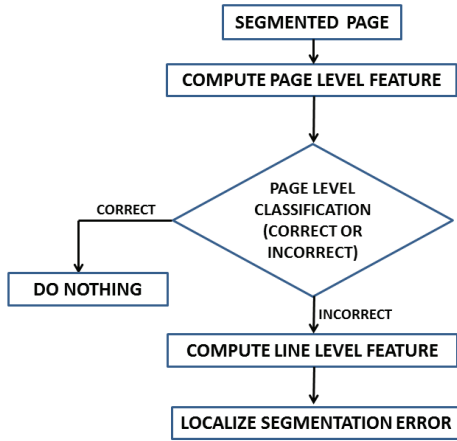 SEGMENTED PAGE
COMPUTE PAGE LEVEL FEATURE
PAGE LEVEL
CLASSIFICATION
(CORRECT OR
INCORRECT)
CORRECT
DO NOTHING
INCORRECT
COMPUTE LINE LEVEL FEATURE
LOCALIZE SEGMENTATION ERROR